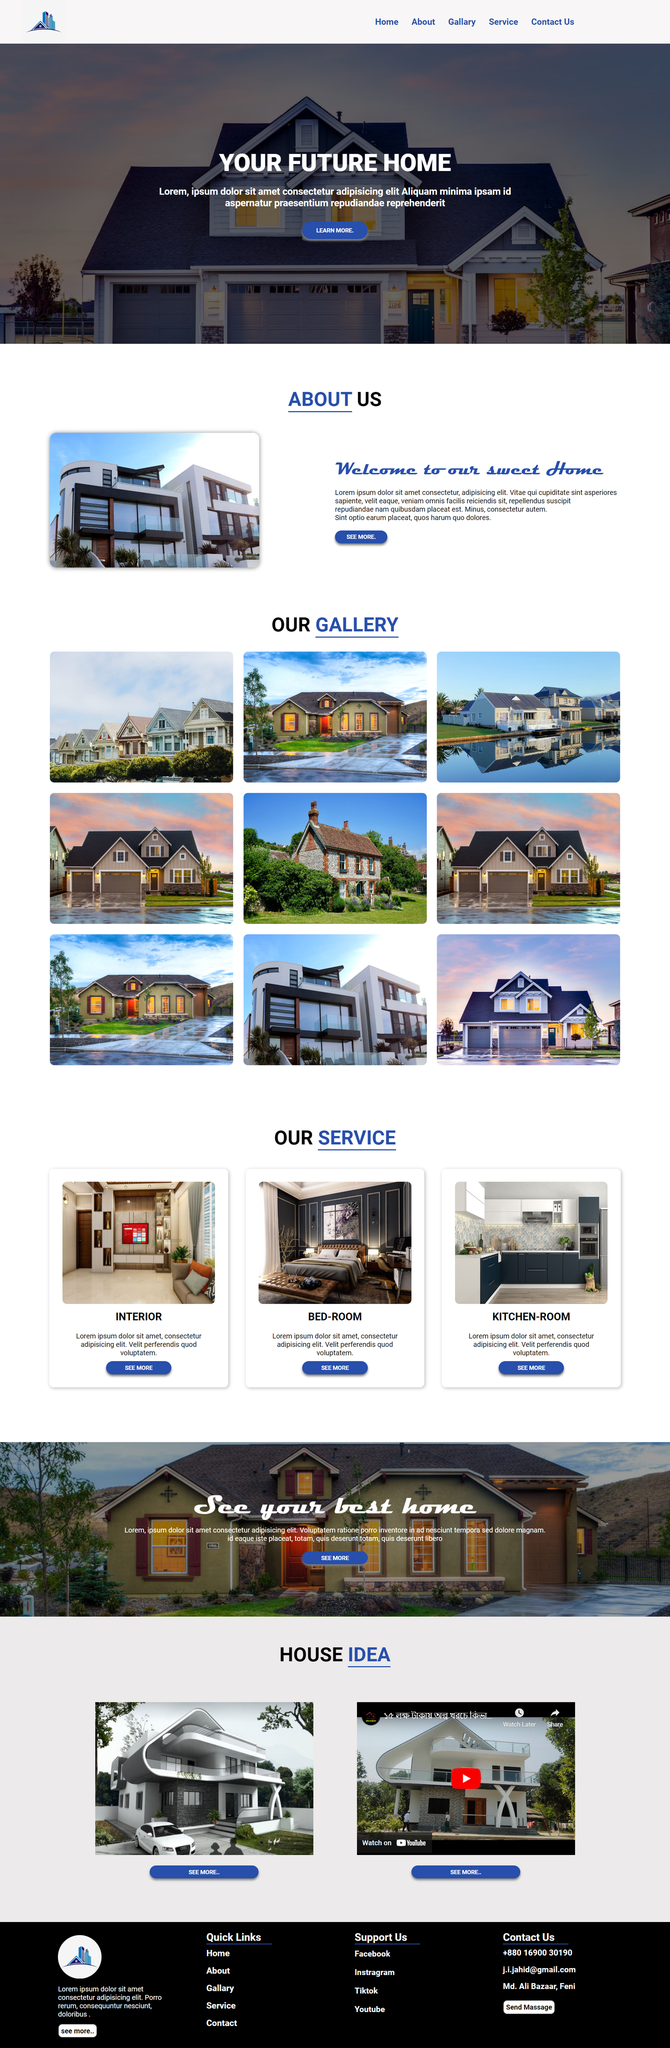 Home About Gallary Service Contact Us
YOUR FUTURE HOME
Lorem, ipsum dolor sit amet consectetur adipisicing elit Aliquam minima ipsam id
aspernatur praesentium repudiandae reprehenderit
LEARN MORE.
ABOUT US
Welcome to our sweet Home
Lorem ipsum dolor sit amet consectetur, adipisicing elit. Vitae qui cupiditate sint asperiores
sapiente, velit eaque, veniam omnis facilis reiciendis sit, repellendus suscipit
repudiandae nam quibusdam placeat est. Minus, consectetur autem.
Sint optio earum placeat, quos harum quo dolores.
SEE MORE.
OUR GALLERY
OUR SERVICE
INTERIOR
Lorem ipsum dolor sit amet, consectetur
adipisicing elit. Velit perferendis quod
voluptatem.
SEE MORE
BED-ROOM
Lorem ipsum dolor sit amet, consectetur
adipisicing elit. Velit perferendis quod
voluptatem.
SEE MORE
KITCHEN-ROOM
Lorem ipsum dolor sit amet, consectetur
adipisicing elit. Velit perferendis quod
voluptatem.
SEE MORE
See your best home
Lorem, ipsum dolor sit amet consectetur adipisicing elit. Voluptatem ratione porro inventore in ad nesciunt tempora sed dolore magnam.
id eaque iste placeat, totam, quis deserunt totam, quis deserunt libero
SEE MORE
HOUSE IDEA
১৫ লক্ষ টাকায় অল্প খরচে কিভা...
Watch Later
Share
Watch on YouTube
SEE MORE..
SEE MORE..
Lorem ipsum dolor sit amet
consectetur adipisicing elit. Porro
rerum, consequuntur nesciunt,
doloribus .
see more..
Quick Links
Home
About
Gallary
Service
Contact
Support Us
Facebook
Instragram
Tiktok
Youtube
Contact Us
+880 16900 30190
j.i.jahid@gmail.com
Md. Ali Bazaar, Feni
Send Massage